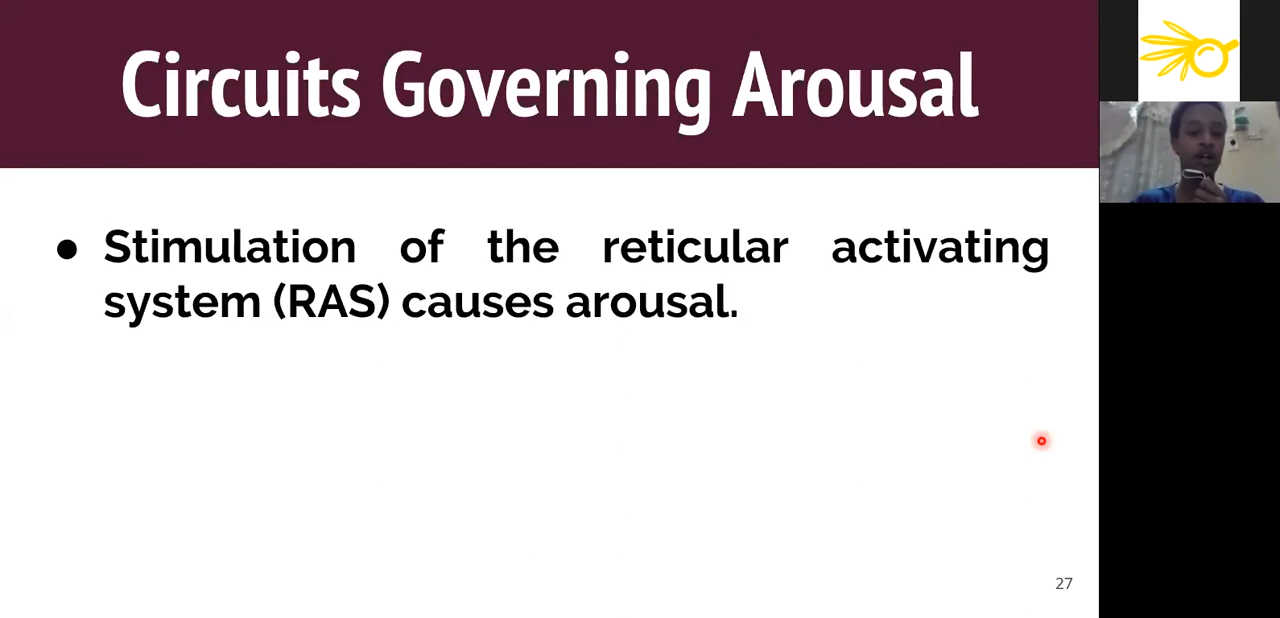 Circuits Governing Arousal
● Stimulation of the reticular activating
system (RAS) causes arousal.
27